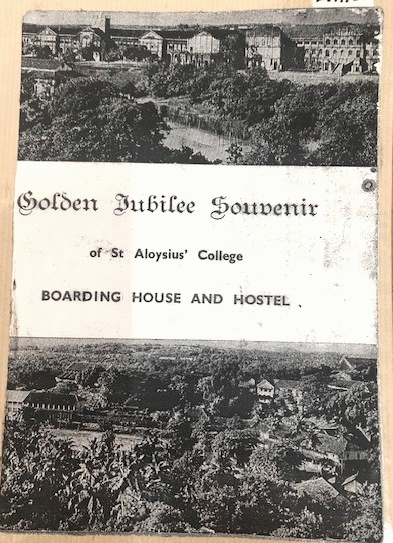 Golden Jubilee Souvenir
of St Aloysius' College
BOARDING HOUSE AND HOSTEL